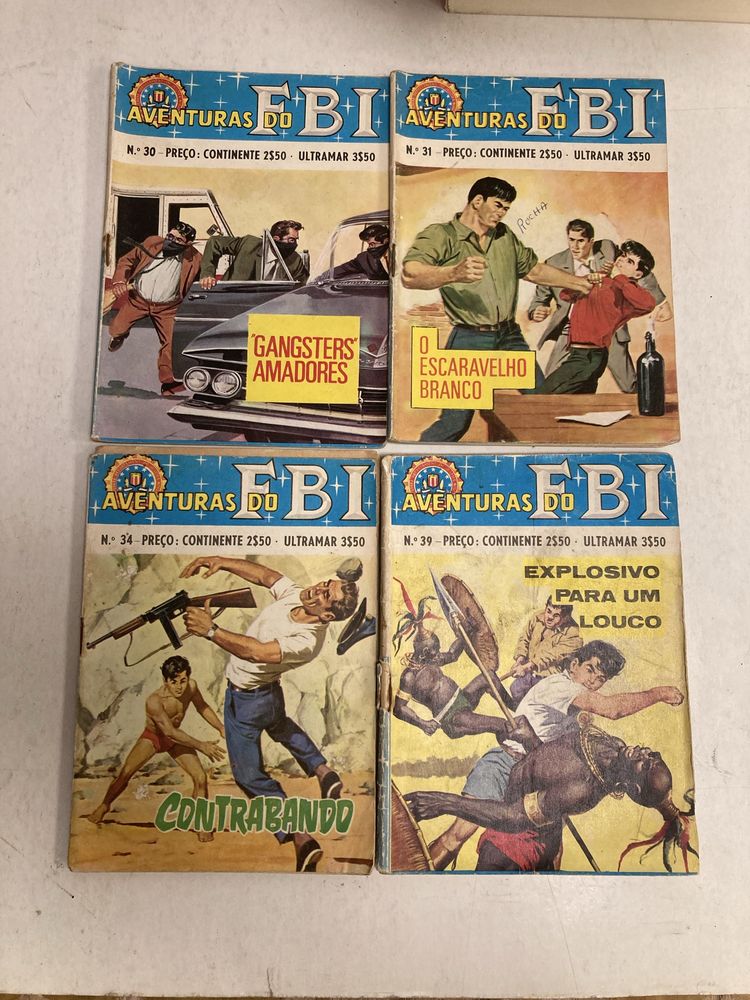 AVENTURAS DO FBI
N.º 30 - PREÇO: CONTINENTE 2$50 · ULTRAMAR 3$50
"GANGSTERS"
AMADORES
AVENTURAS DO FBI
N.º 31 - PREÇO: CONTINENTE 2$50 · ULTRAMAR 3$50
ROCHA
O
ESCARAVELHO
BRANCO
AVENTURAS DO FBI
N.º 34 - PREÇO: CONTINENTE 2$50 · ULTRAMAR 3$50
CONTRABANDO
AVENTURAS DO FBI
N.º 39 - PREÇO: CONTINENTE 2$50 · ULTRAMAR 3$50
EXPLOSIVO
PARA UM
LOUCO